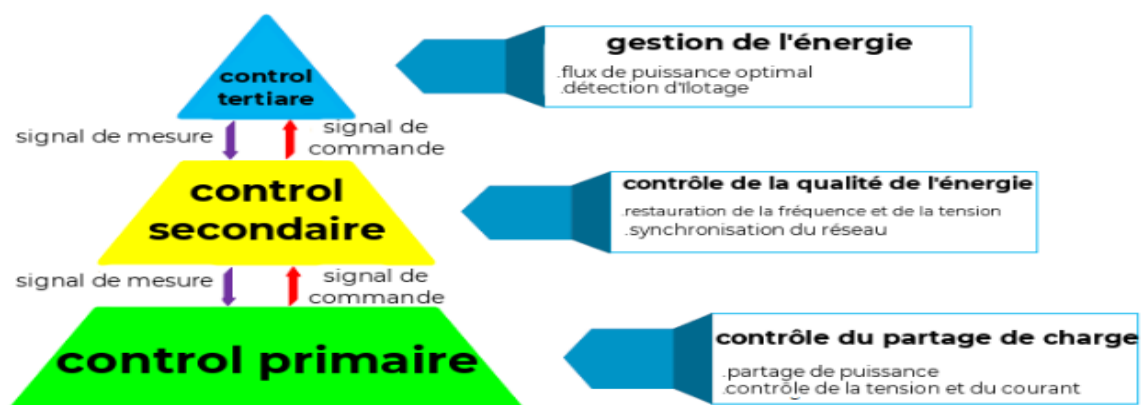 control
tertiare
gestion de l'énergie
.flux de puissance optimal
.détection d'îlotage
signal de mesure
signal de
commande
control
secondaire
contrôle de la qualité de l'énergie
.restauration de la fréquence et de la tension
.synchronisation du réseau
signal de mesure
signal de
commande
control primaire
contrôle du partage de charge
.partage de puissance
.contrôle de la tension et du courant